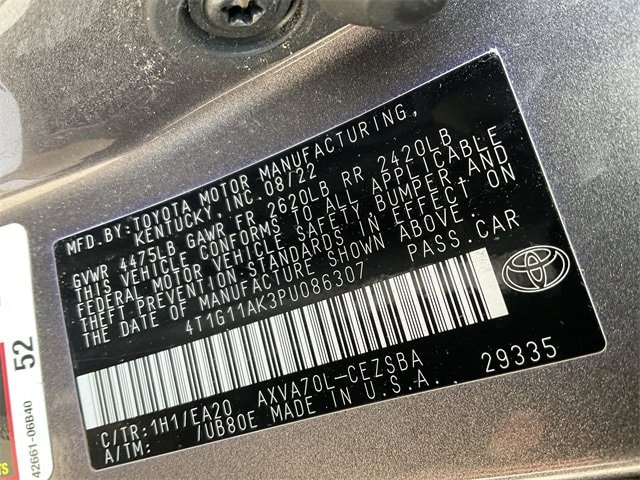 MFD.BY:TOYOTA MOTOR MANUFACTURING,
KENTUCKY, INC.08/22
GVWR 4475LB GAWR FR 2620LB RR 2420LB
THIS VEHICLE CONFORMS TO ALL APPLICABLE
FEDERAL MOTOR VEHICLE SAFETY, BUMPER, AND
THEFT PREVENTION STANDARDS IN EFFECT ON
THE DATE OF MANUFACTURE SHOWN ABOVE.
4T1G11AK3PU086307 PASS.CAR
C/TR:1H1/EA20 AXVA70L-CEZSBA
A/TM: /UB80E MADE IN U.S.A. 29335
52
42661-06B40
TS